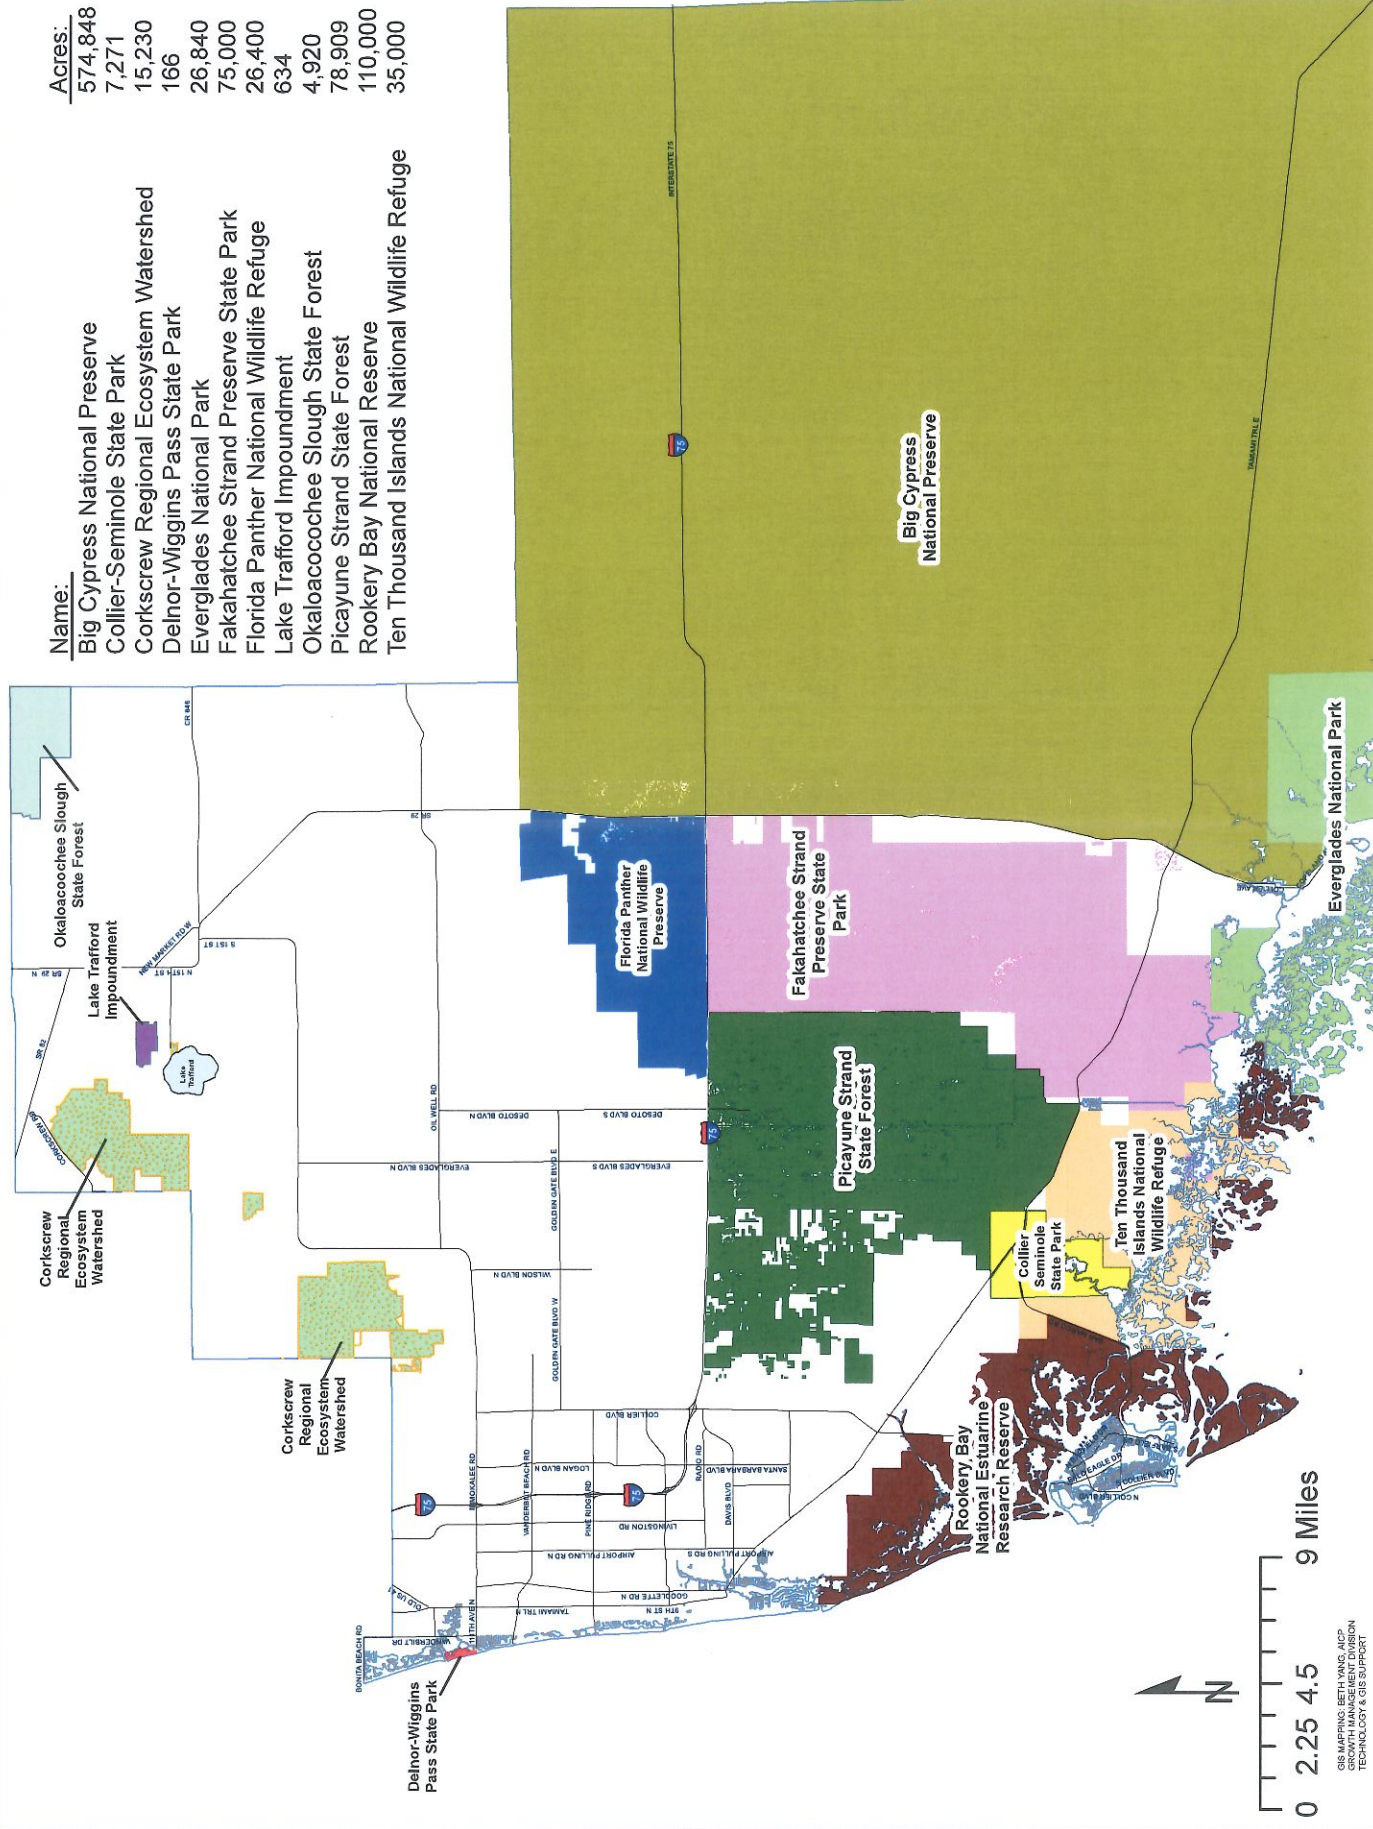 Name: Acres:
Big Cypress National Preserve 574,848
Collier-Seminole State Park 7,271
Corkscrew Regional Ecosystem Watershed 15,230
Delnor-Wiggins Pass State Park 166
Everglades National Park 26,840
Fakahatchee Strand Preserve State Park 75,000
Florida Panther National Wildlife Refuge 26,400
Lake Trafford Impoundment 634
Okaloacocochee Slough State Forest 4,920
Picayune Strand State Forest 78,909
Rookery Bay National Reserve 110,000
Ten Thousand Islands National Wildlife Refuge 35,000
Okaloacoochee Slough
State Forest
Lake Trafford
Impoundment
Lake
Trafford
Corkscrew
Regional
Ecosystem
Watershed
Corkscrew
Regional
Ecosystem
Watershed
Delnor-Wiggins
Pass State Park
Florida Panther
National Wildlife
Preserve
Fakahatchee Strand
Preserve State
Park
Picayune Strand
State Forest
Big Cypress
National Preserve
Collier
Seminole
State Park
Ten Thousand
Islands National
Wildlife Refuge
Rookery Bay
National Estuarine
Research Reserve
Everglades National Park
SR 82
CORKSCREW RD
SR 29 N
NEW MARKET RD W
N 1ST ST
S 1ST ST
CR 846
SR 29
OIL WELL RD
DESOTO BLVD N
DESOTO BLVD S
EVERGLADES BLVD N
EVERGLADES BLVD S
GOLDEN GATE BLVD E
GOLDEN GATE BLVD W
WILSON BLVD N
IMMOKALEE RD
COLLIER BLVD
LOGAN BLVD N
VANDERBILT BEACH RD
PINE RIDGE RD
LIVINGSTON RD
AIRPORT PULLING RD N
AIRPORT PULLING RD S
RADIO RD
DAVIS BLVD
SANTA BARBARA BLVD
GOODLETTE RD N
TAMIAMI TRL N
9TH ST N
111TH AVE N
VANDERBILT DR
BONITA BEACH RD
OLD US 41
75
75
75
75
INTERSTATE 75
TAMIAMI TRL E
BALD EAGLE DR
N COLLIER BLVD
S COLLIER BLVD
N
0 2.25 4.5 9 Miles
GIS MAPPING: BETH YANG, AICP
GROWTH MANAGEMENT DIVISION
TECHNOLOGY & GIS SUPPORT